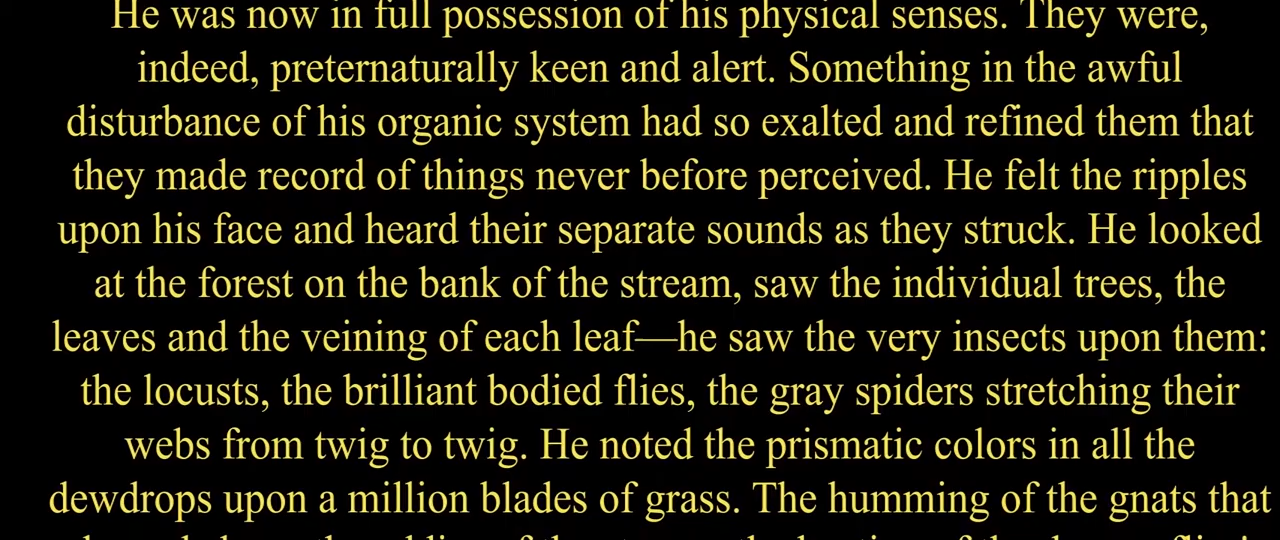 He was now in full possession of his physical senses. They were,
indeed, preternaturally keen and alert. Something in the awful
disturbance of his organic system had so exalted and refined them that
they made record of things never before perceived. He felt the ripples
upon his face and heard their separate sounds as they struck. He looked
at the forest on the bank of the stream, saw the individual trees, the
leaves and the veining of each leaf—he saw the very insects upon them:
the locusts, the brilliant bodied flies, the gray spiders stretching their
webs from twig to twig. He noted the prismatic colors in all the
dewdrops upon a million blades of grass. The humming of the gnats that